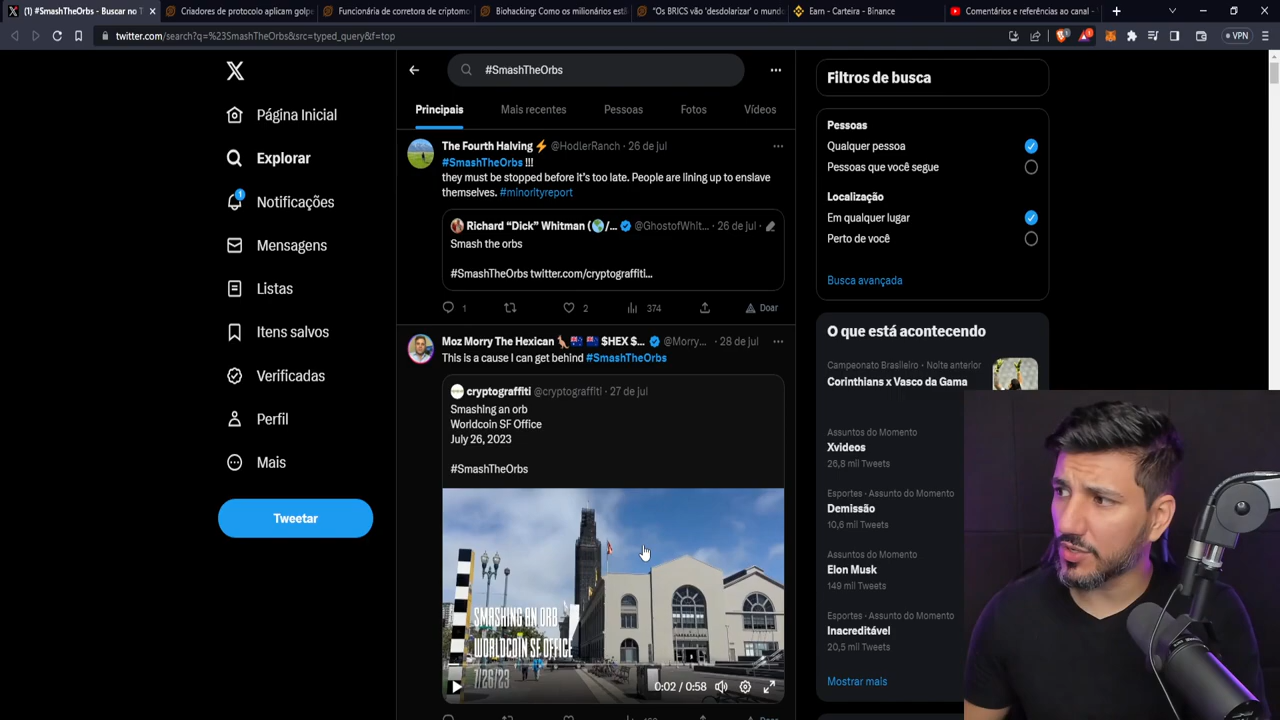 (1) #SmashTheOrbs - Buscar no T
Criadores de protocolo aplicam golpe
Funcionária de corretora de criptomo
Biohacking: Como os milionários estã
"Os BRICS vão 'desdolarizar' o mundo
Earn - Carteira - Binance
Comentários e referências ao canal -
twitter.com/search?q=%23SmashTheOrbs&src=typed_query&f=top
VPN
Página Inicial
Explorar
1
Notificações
Mensagens
Listas
Itens salvos
Verificadas
Perfil
Mais
Tweetar
#SmashTheOrbs
Principais
Mais recentes
Pessoas
Fotos
Vídeos
The Fourth Halving ⚡ @HodlerRanch · 26 de jul
#SmashTheOrbs !!!
they must be stopped before it's too late. People are lining up to enslave
themselves. #minorityreport
Richard “Dick” Whitman (🌎/... @GhostofWhit... · 26 de jul ·
Smash the orbs
#SmashTheOrbs twitter.com/cryptograffiti...
1
2
374
Doar
Moz Morry The Hexican 🦘 🇦🇺 🇦🇺 $HEX $... @Morry... · 28 de jul
This is a cause I can get behind #SmashTheOrbs
cryptograffiti @cryptograffiti · 27 de jul
Smashing an orb
Worldcoin SF Office
July 26, 2023
#SmashTheOrbs
SMASHING AN ORB
WORLDCOIN SF OFFICE
7/26/23
0:02 / 0:58
Filtros de busca
Pessoas
Qualquer pessoa
Pessoas que você segue
Localização
Em qualquer lugar
Perto de você
Busca avançada
O que está acontecendo
Campeonato Brasileiro · Noite anterior
Corinthians x Vasco da Gama
Assuntos do Momento
Xvideos
26,8 mil Tweets
Esportes · Assunto do Momento
Demissão
10,6 mil Tweets
Assuntos do Momento
Elon Musk
149 mil Tweets
Esportes · Assunto do Momento
Inacreditável
20,5 mil Tweets
Mostrar mais